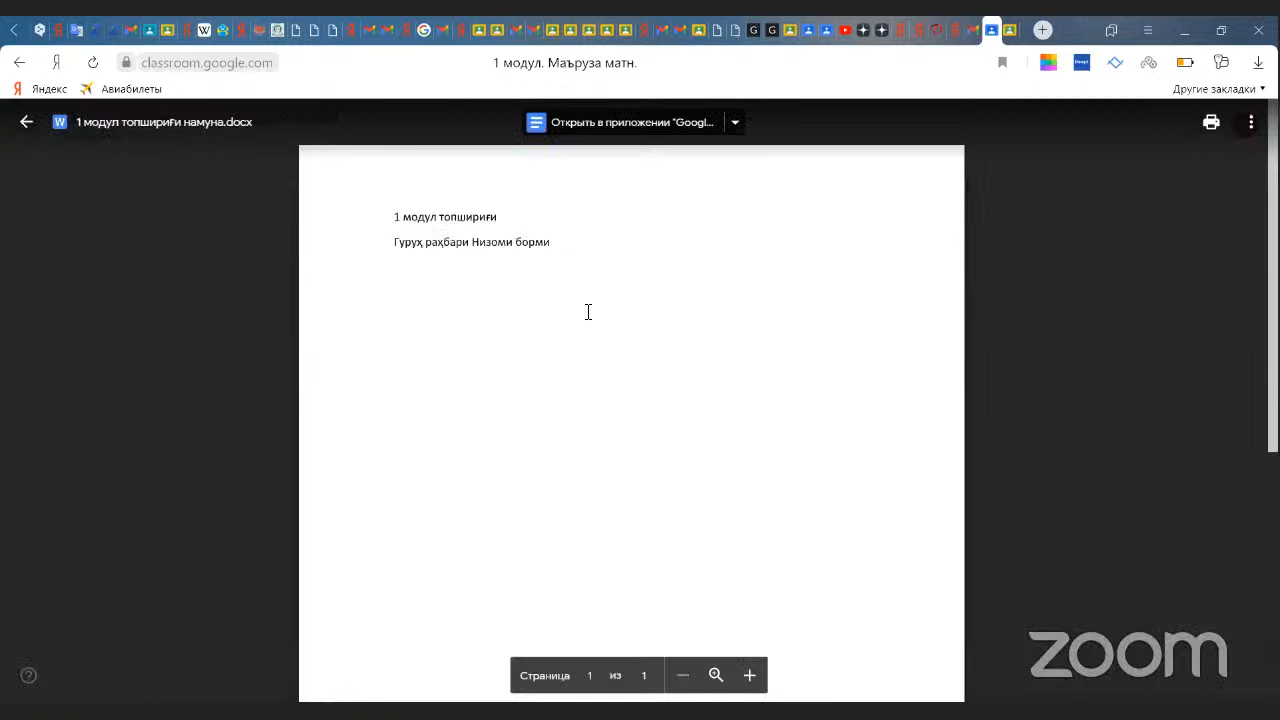 classroom.google.com
1 модул. Маъруза матн.
Яндекс
Авиабилеты
Другие закладки
1 модул топшириғи намуна.docx
Открыть в приложении "Googl...
1 модул топшириғи
Гуруҳ раҳбари Низоми борми
Страница 1 из 1
zoom